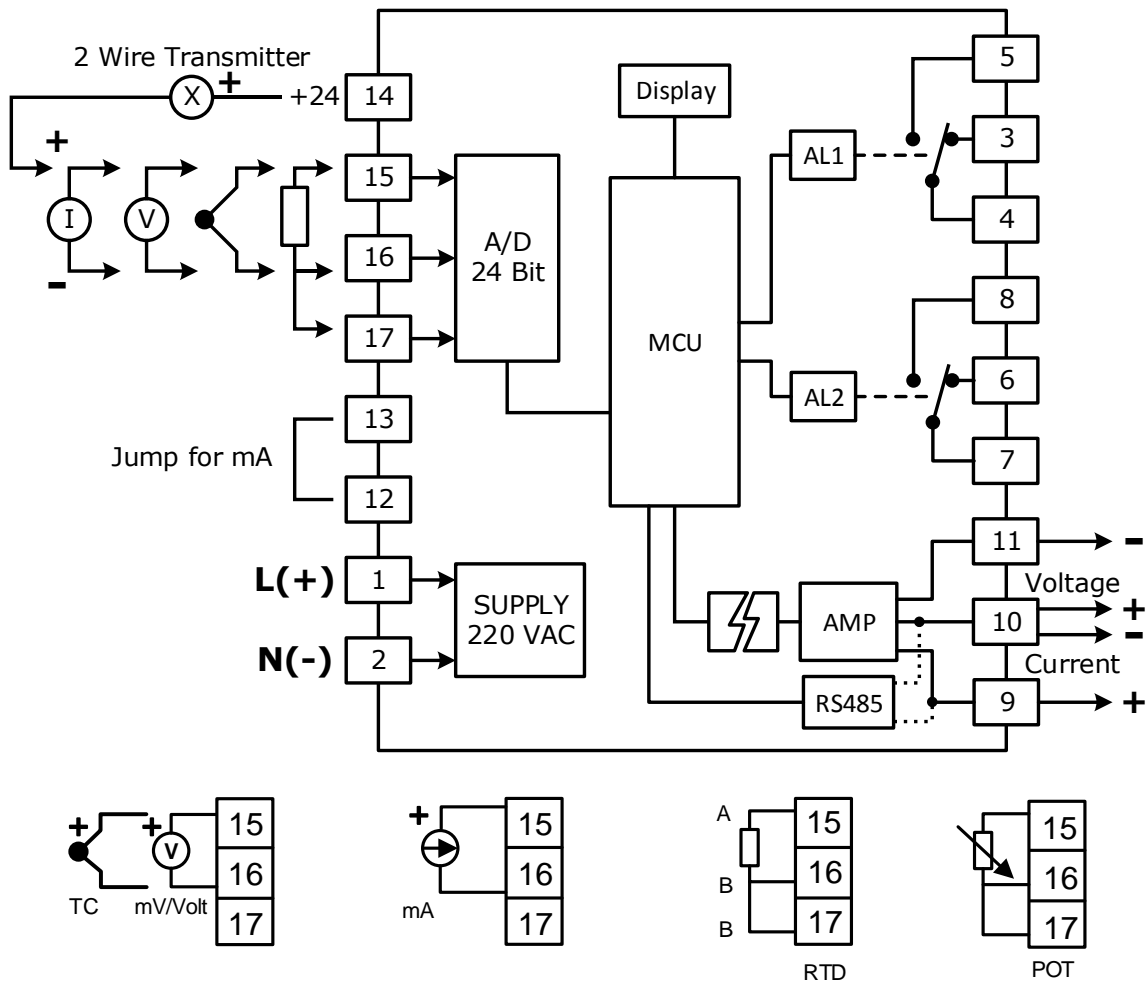 2 Wire Transmitter
X
+
+24
14
5
Display
+
15
AL1
3
I
V
16
A/D
24 Bit
4
-
17
MCU
8
13
AL2
6
Jump for mA
12
7
L(+)
1
SUPPLY
220 VAC
11
-
Voltage
AMP
10
+
-
N(-)
2
Current
RS485
9
+
+
+
V
15
16
17
TC
mV/Volt
+
15
16
17
mA
A
15
B
16
B
17
RTD
15
16
17
POT